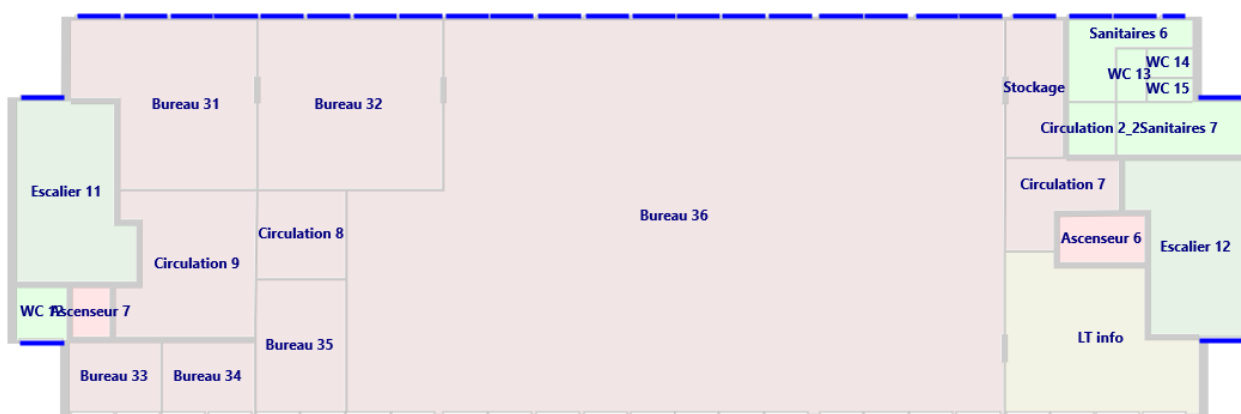 Sanitaires 6
WC 14
WC 13
WC 15
Stockage
Bureau 31
Bureau 32
Circulation 2_2
Sanitaires 7
Escalier 11
Circulation 7
Bureau 36
Circulation 8
Ascenseur 6
Escalier 12
Circulation 9
WC 12
Ascenseur 7
LT info
Bureau 35
Bureau 33
Bureau 34